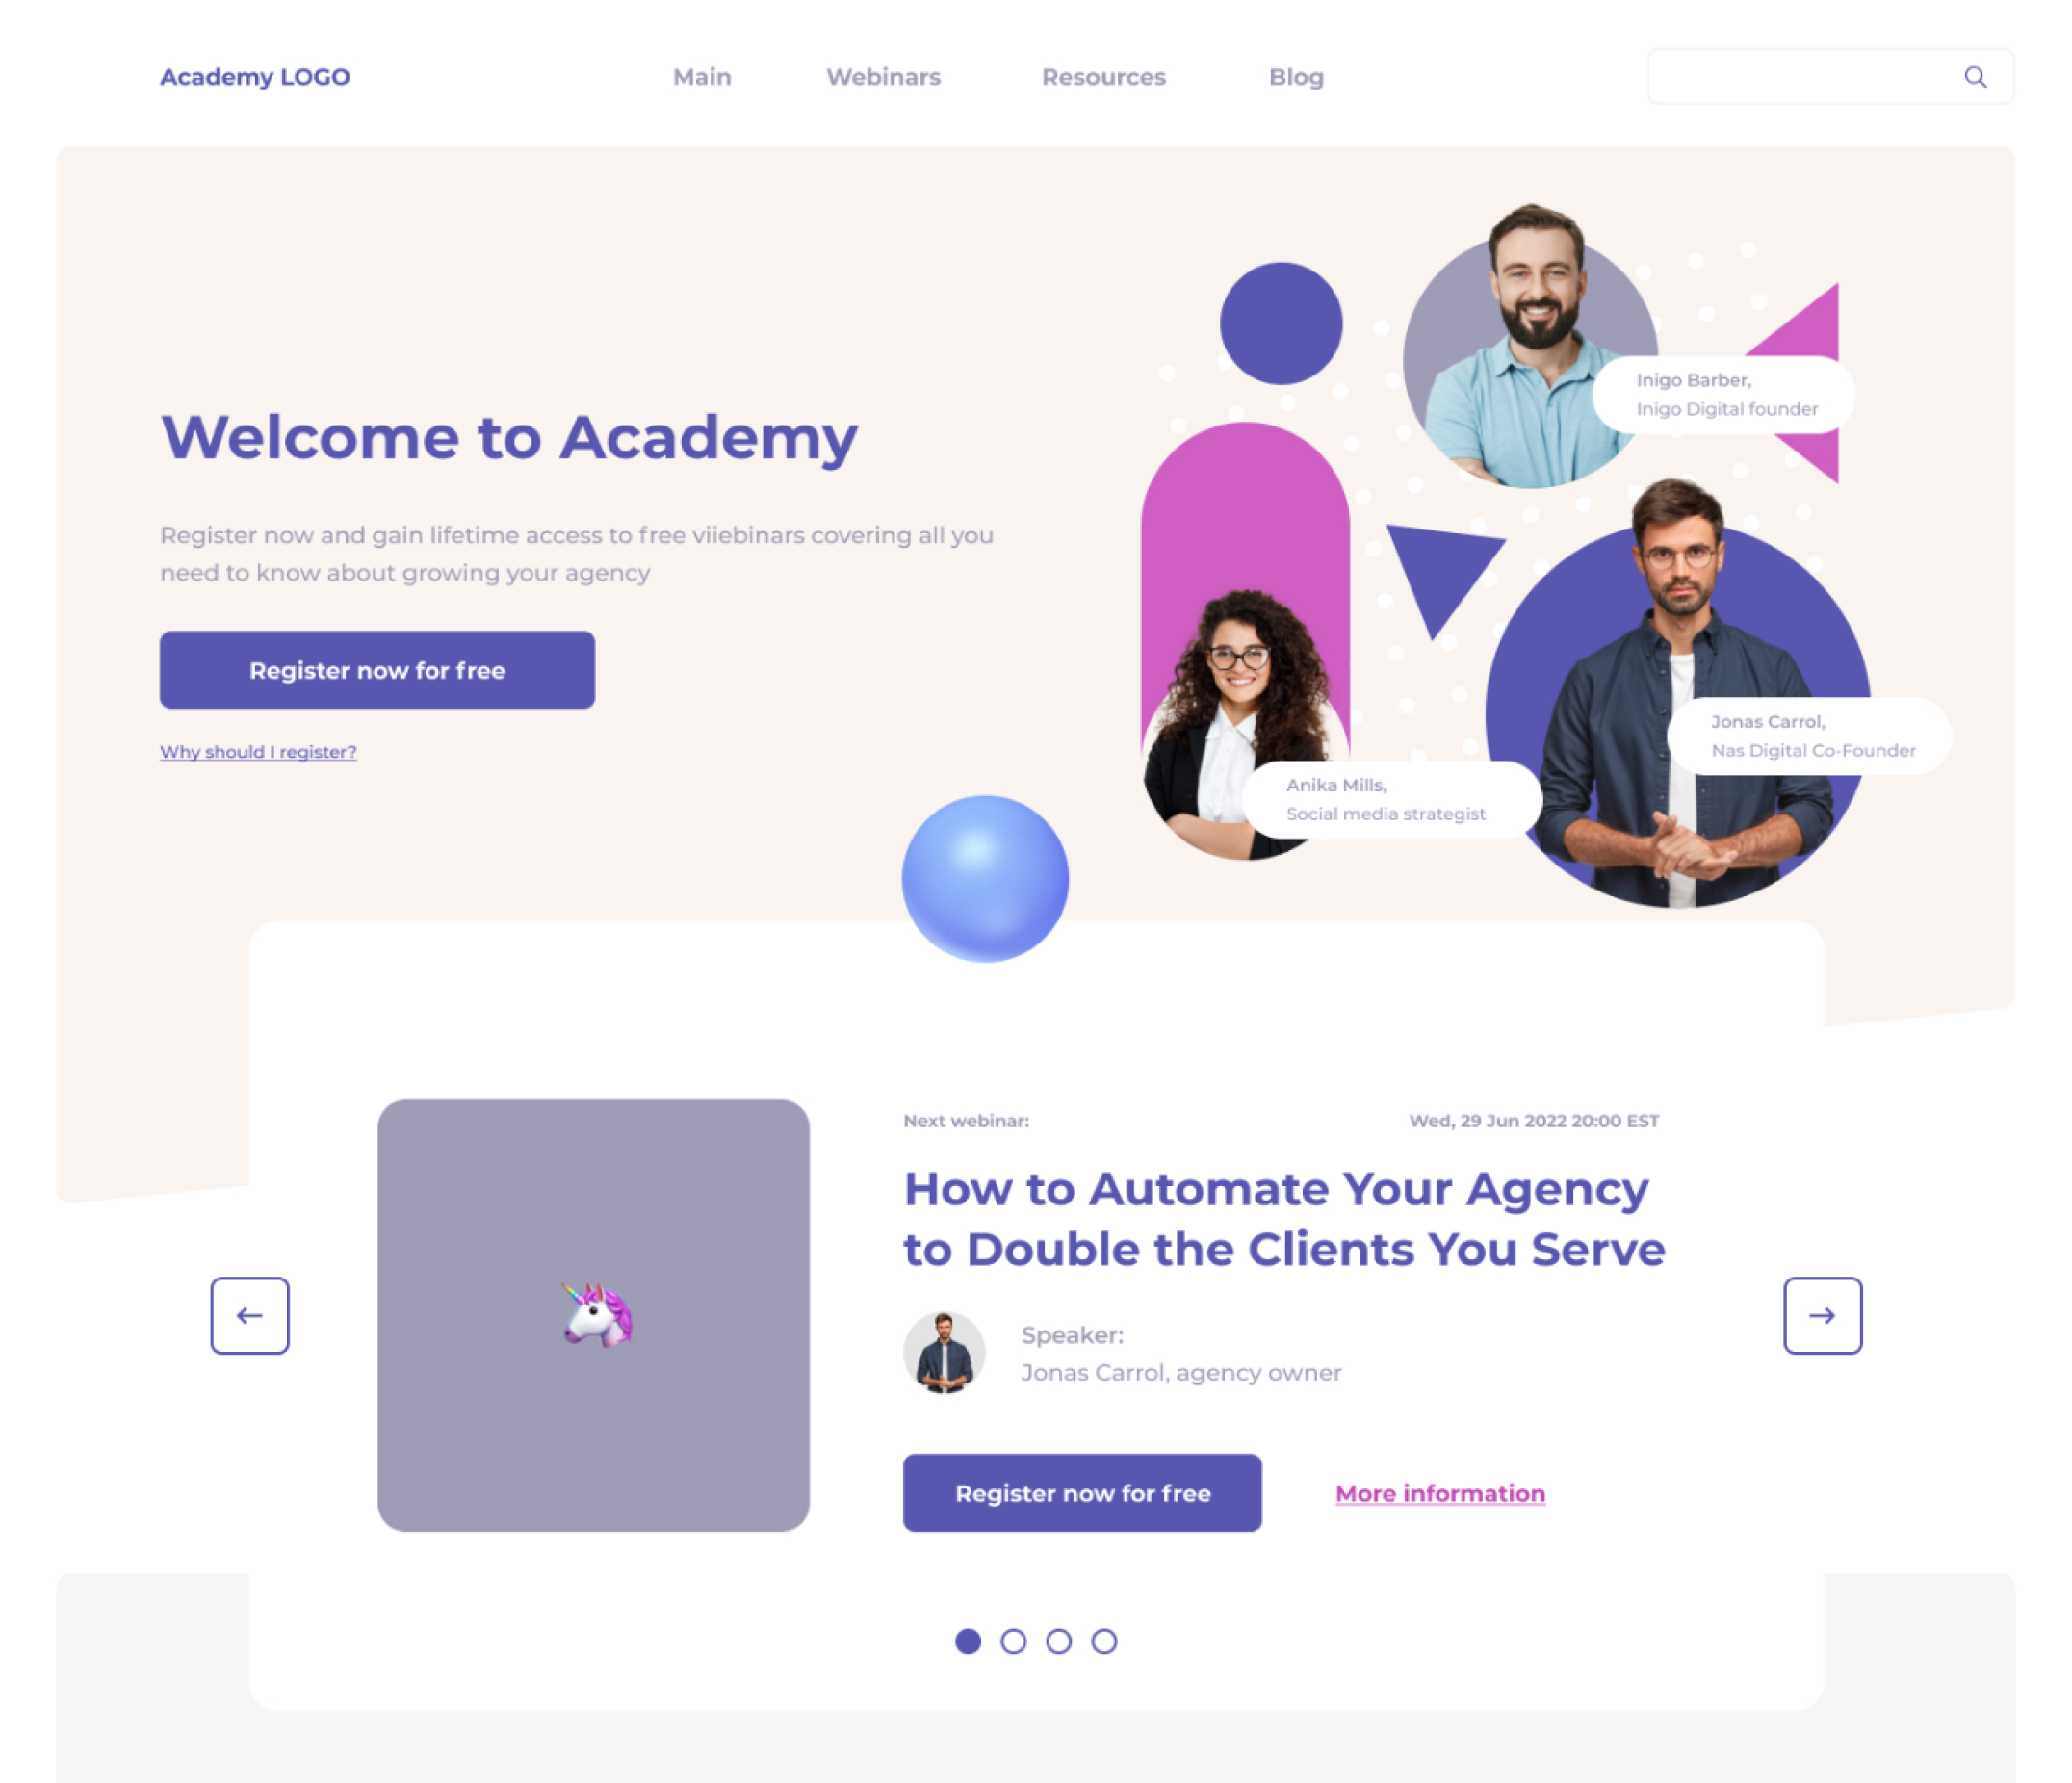 Academy LOGO
Main
Webinars
Resources
Blog
Inigo Barber,
Inigo Digital founder
Welcome to Academy
Register now and gain lifetime access to free viiebinars covering all you
need to know about growing your agency
Register now for free
Why should I register?
Jonas Carrol,
Nas Digital Co-Founder
Anika Mills,
Social media strategist
Next webinar:
Wed, 29 Jun 2022 20:00 EST
How to Automate Your Agency
to Double the Clients You Serve
Speaker:
Jonas Carrol, agency owner
Register now for free
More information